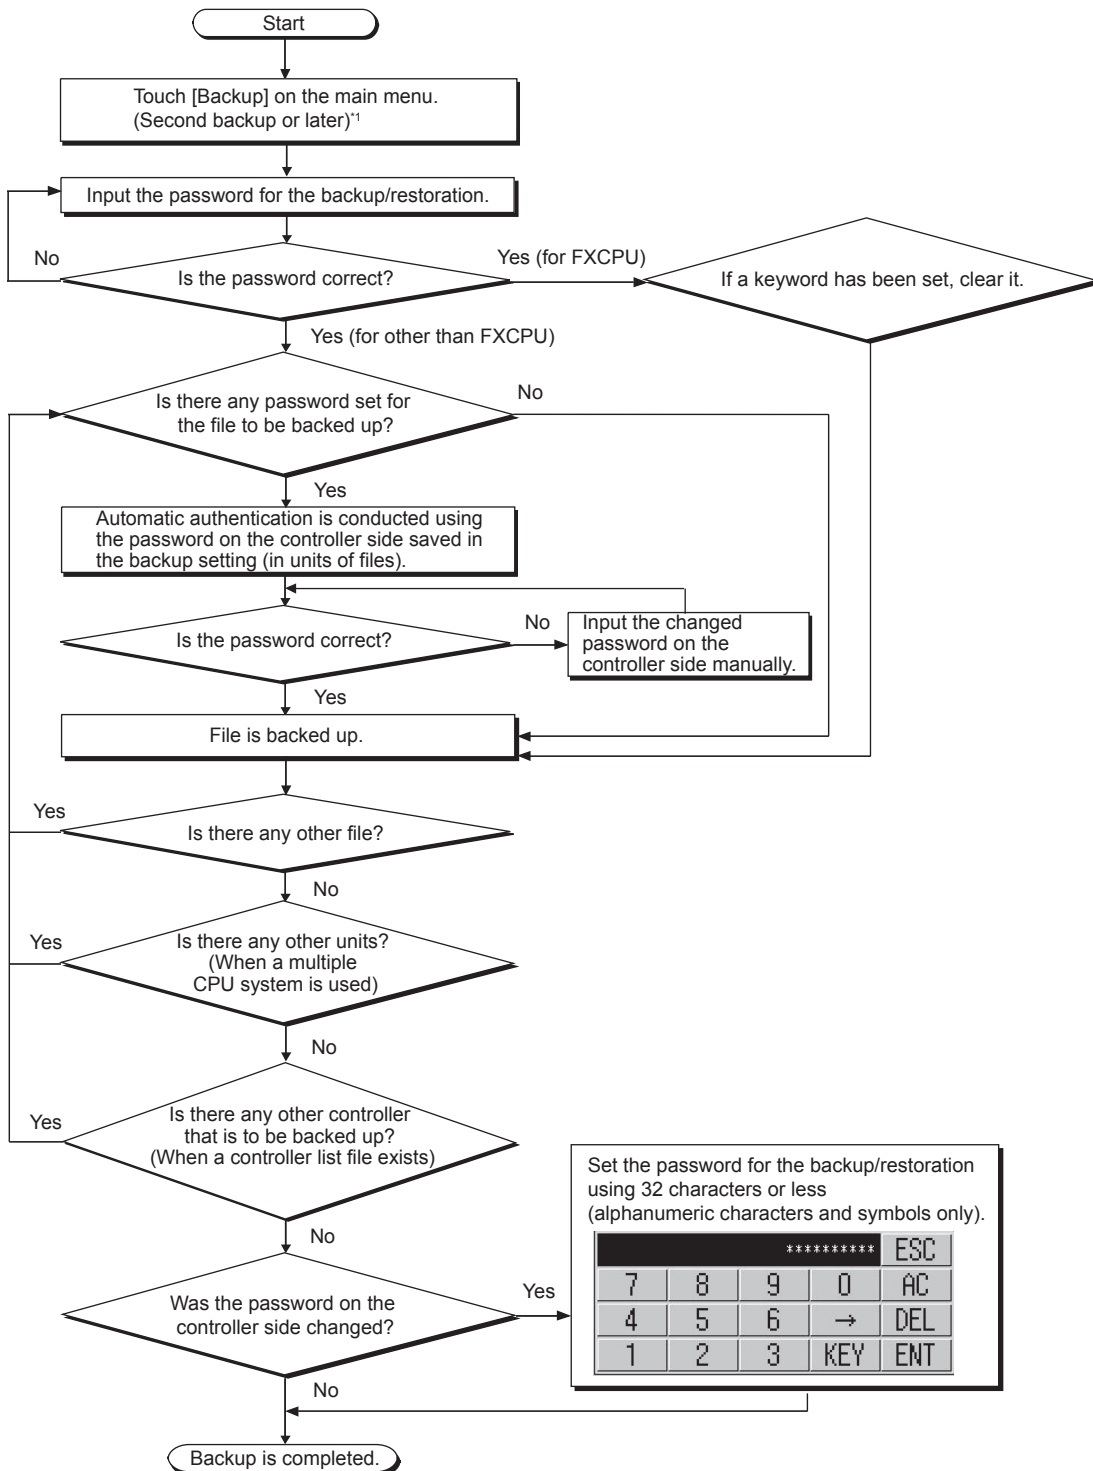 Start
Touch [Backup] on the main menu.
(Second backup or later)*1
Input the password for the backup/restoration.
No
Is the password correct?
Yes (for FXCPU)
If a keyword has been set, clear it.
Yes (for other than FXCPU)
Is there any password set for
the file to be backed up?
No
Yes
Automatic authentication is conducted using
the password on the controller side saved in
the backup setting (in units of files).
Is the password correct?
No
Input the changed
password on the
controller side manually.
Yes
File is backed up.
Yes
Is there any other file?
No
Yes
Is there any other units?
(When a multiple
CPU system is used)
No
Yes
Is there any other controller
that is to be backed up?
(When a controller list file exists)
No
Was the password on the
controller side changed?
Yes
Set the password for the backup/restoration
using 32 characters or less
(alphanumeric characters and symbols only).
********** ESC
7 8 9 0 AC
4 5 6 → DEL
1 2 3 KEY ENT
No
Backup is completed.